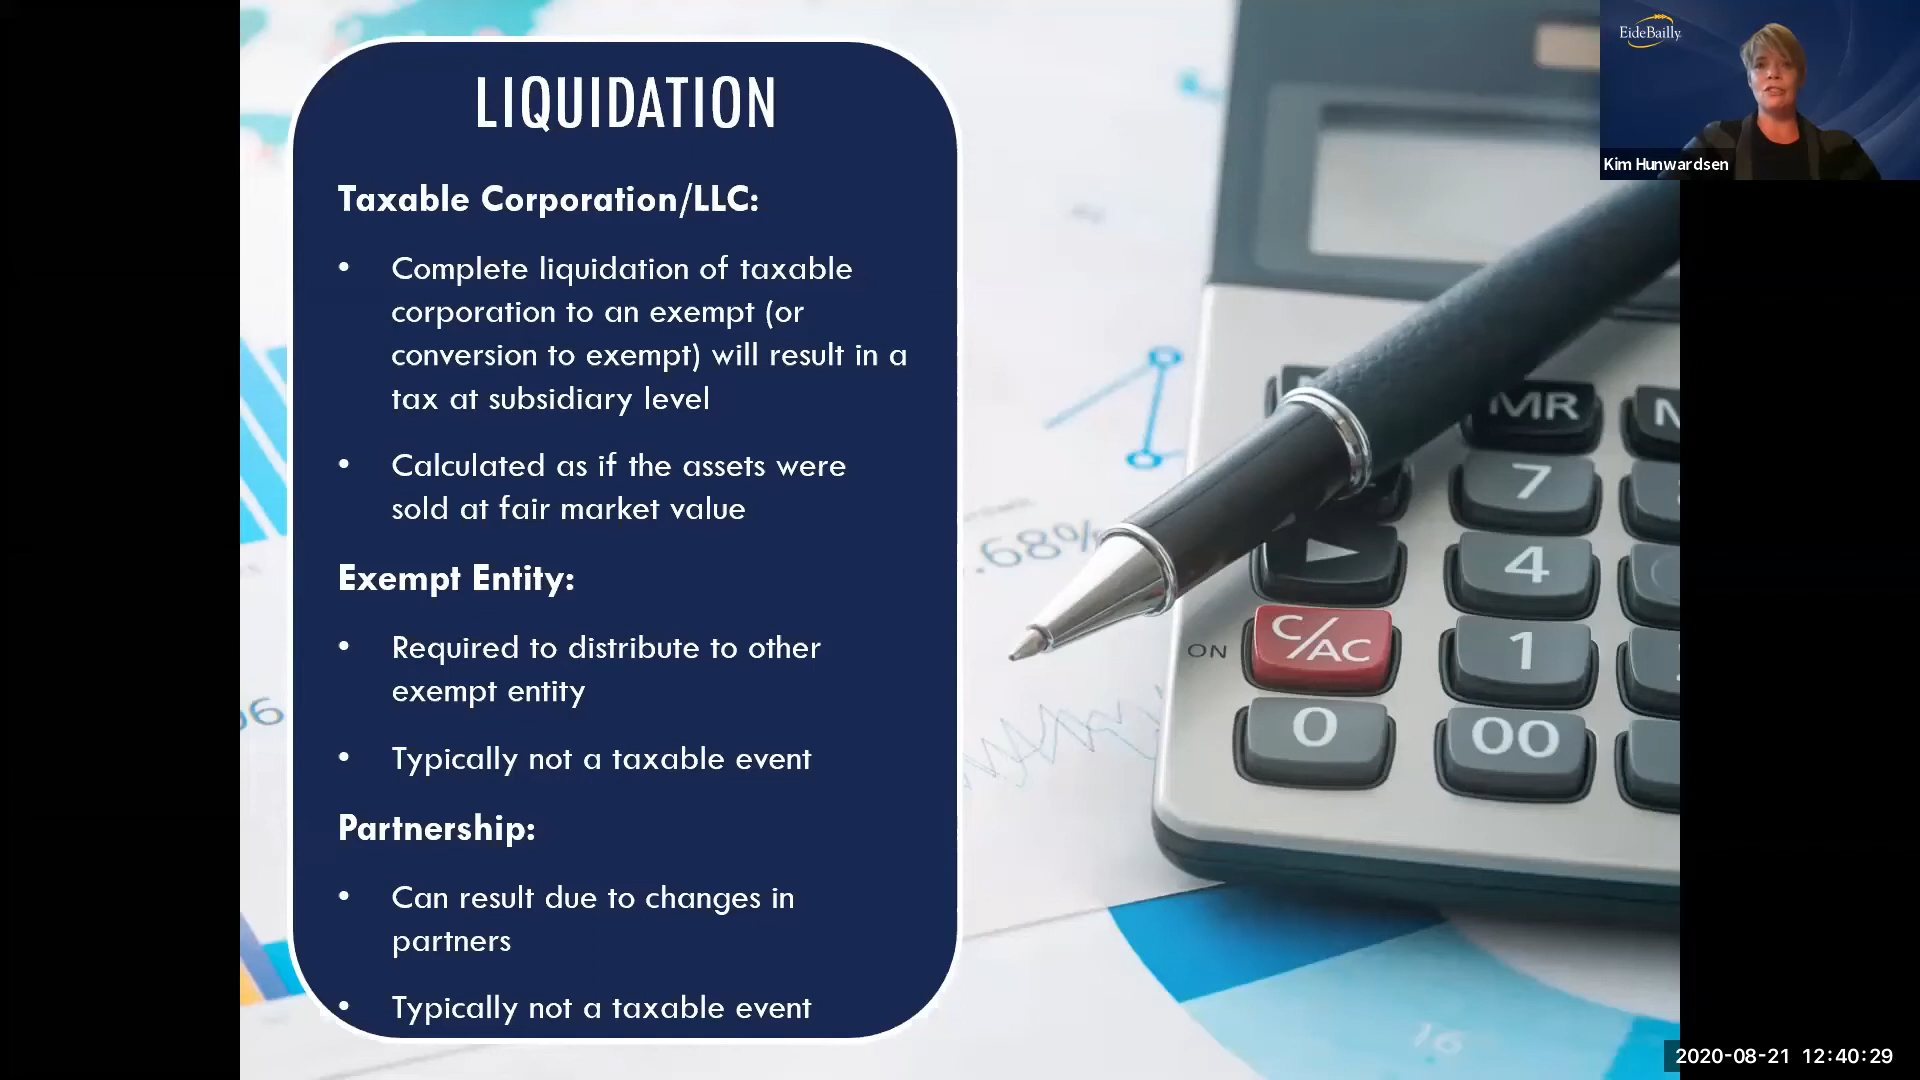 LIQUIDATION
Taxable Corporation/LLC:
• Complete liquidation of taxable
corporation to an exempt (or
conversion to exempt) will result in a
tax at subsidiary level
• Calculated as if the assets were
sold at fair market value
Exempt Entity:
• Required to distribute to other
exempt entity
• Typically not a taxable event
Partnership:
• Can result due to changes in
partners
• Typically not a taxable event
EideBailly
Kim Hunwardsen
MR
7
4
.68%
ON
C/AC
1
0
00
16
2020-08-21 12:40:29